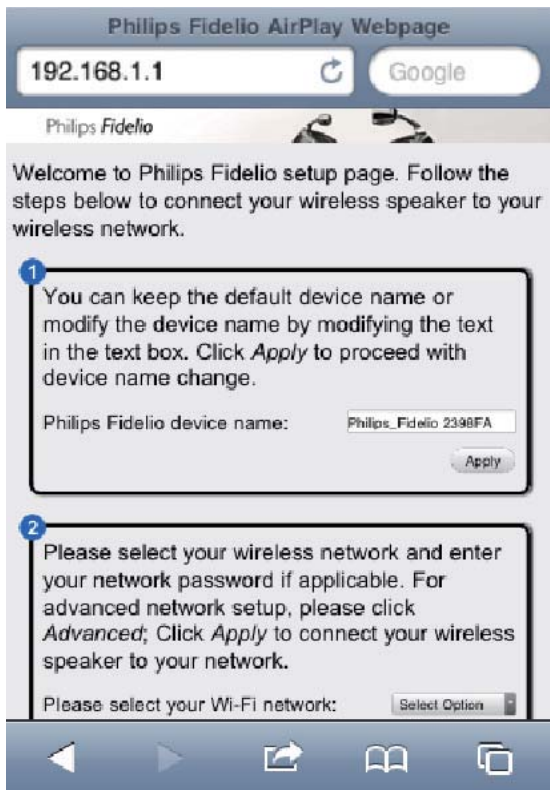 Philips Fidelio AirPlay Webpage
192.168.1.1
Google
Philips Fidelio
Welcome to Philips Fidelio setup page. Follow the
steps below to connect your wireless speaker to your
wireless network.
1
You can keep the default device name or
modify the device name by modifying the text
in the text box. Click Apply to proceed with
device name change.
Philips Fidelio device name:
Philips_Fidelio 2398FA
Apply
2
Please select your wireless network and enter
your network password if applicable. For
advanced network setup, please click
Advanced; Click Apply to connect your wireless
speaker to your network.
Please select your Wi-Fi network:
Select Option